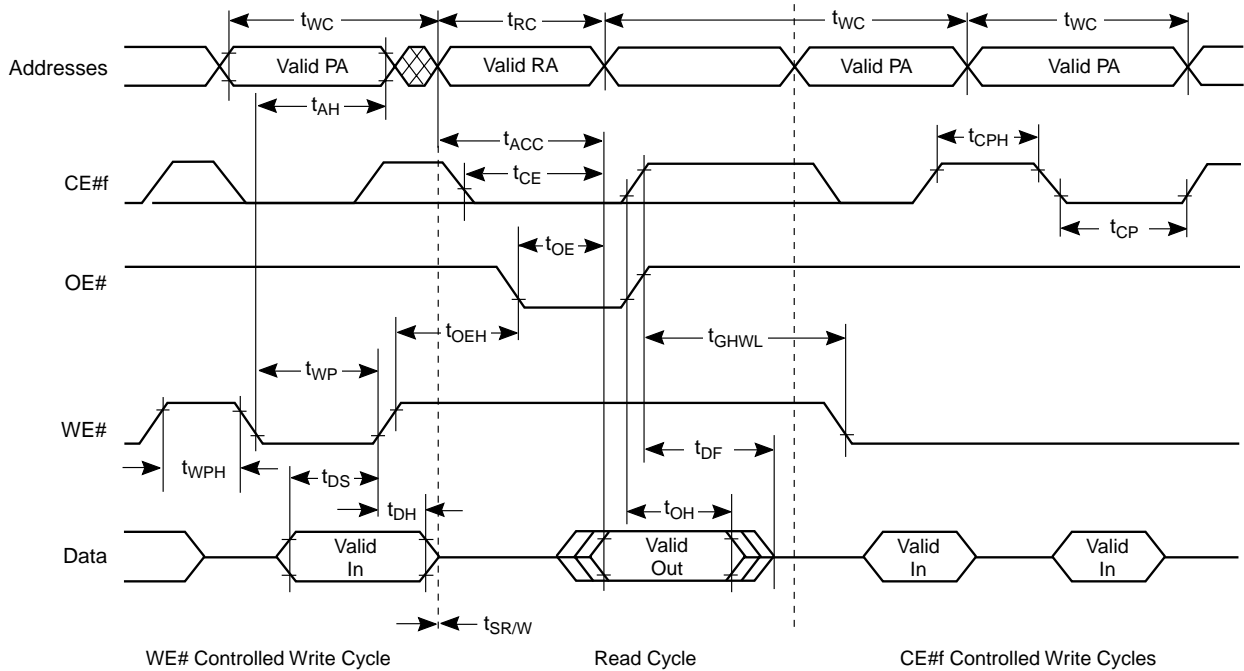 tWC tRC tWC tWC
Addresses Valid PA Valid RA Valid PA Valid PA
tAH
tACC tCPH
CE#f tCE
tOE tCP
OE#
tOEH tGHWL
tWP
WE#
tWPH tDS tDF
tDH tOH
Data Valid In Valid Out Valid In Valid In
tSR/W
WE# Controlled Write Cycle Read Cycle CE#f Controlled Write Cycles